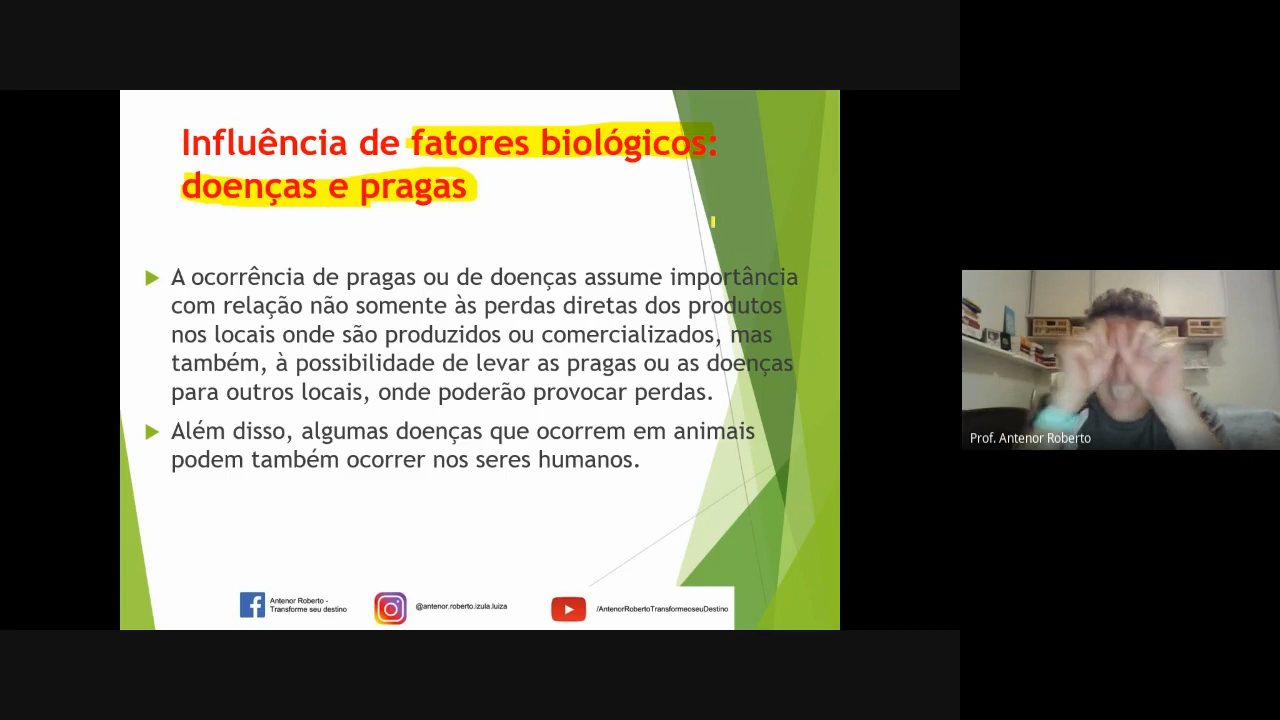 Influência de fatores biológicos:
doenças e pragas
A ocorrência de pragas ou de doenças assume importância
com relação não somente às perdas diretas dos produtos
nos locais onde são produzidos ou comercializados, mas
também, à possibilidade de levar as pragas ou as doenças
para outros locais, onde poderão provocar perdas.
Além disso, algumas doenças que ocorrem em animais
podem também ocorrer nos seres humanos.
Antenor Roberto -
Transforme seu destino
@antenor.roberto.izula.luiza
/AntenorRobertoTransformeoseuDestino
Prof. Antenor Roberto